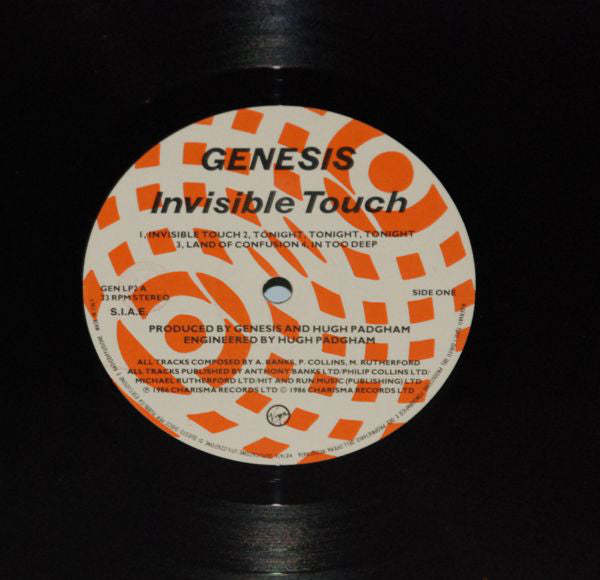 GENESIS
Invisible Touch
1, INVISIBLE TOUCH 2, TONIGHT, TONIGHT, TONIGHT
3, LAND OF CONFUSION 4, IN TOO DEEP
GEN LP2 A
33 RPM STEREO
SIDE ONE
S.I.A.E.
PRODUCED BY GENESIS AND HUGH PADGHAM
ENGINEERED BY HUGH PADGHAM
ALL TRACKS COMPOSED BY A. BANKS, P. COLLINS, M. RUTHERFORD
ALL TRACKS PUBLISHED BY ANTHONY BANKS LTD/PHILIP COLLINS LTD/
MICHAEL RUTHERFORD LTD/HIT AND RUN MUSIC (PUBLISHING) LTD
℗ 1986 CHARISMA RECORDS LTD © 1986 CHARISMA RECORDS LTD
Virgin